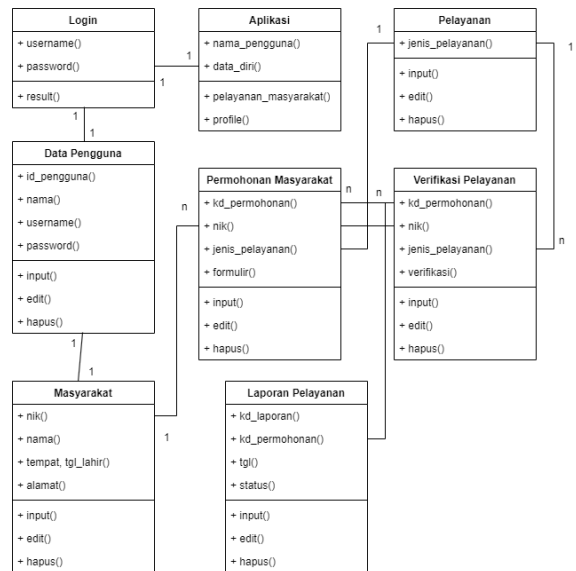 Login
+ username()
+ password()
+ result()
Aplikasi
+ nama_pengguna()
+ data_diri()
+ pelayanan_masyarakat()
+ profile()
Pelayanan
+ jenis_pelayanan()
+ input()
+ edit()
+ hapus()
1
1
1
1
1
1
Data Pengguna
+ id_pengguna()
+ nama()
+ username()
+ password()
+ input()
+ edit()
+ hapus()
Permohonan Masyarakat
+ kd_permohonan()
+ nik()
+ jenis_pelayanan()
+ formulir()
+ input()
+ edit()
+ hapus()
Verifikasi Pelayanan
+ kd_permohonan()
+ nik()
+ jenis_pelayanan()
+ verifikasi()
+ input()
+ edit()
+ hapus()
n
n
n
n
1
1
1
Masyarakat
+ nik()
+ nama()
+ tempat, tgl_lahir()
+ alamat()
+ input()
+ edit()
+ hapus()
Laporan Pelayanan
+ kd_laporan()
+ kd_permohonan()
+ tgl()
+ status()
+ input()
+ edit()
+ hapus()